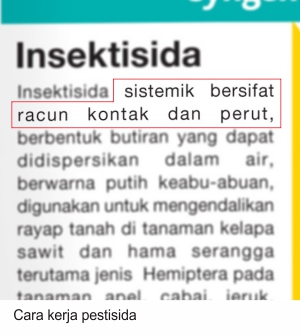 Insektisida
Insektisida sistemik bersifat
racun kontak dan perut,
berbentuk butiran yang dapat
didispersikan dalam air,
berwarna putih keabu-abuan,
digunakan untuk mengendalikan
rayap tanah di tanaman kelapa
sawit dan hama serangga
terutama jenis Hemiptera pada
tanaman apel, cabai, jeruk,
Cara kerja pestisida